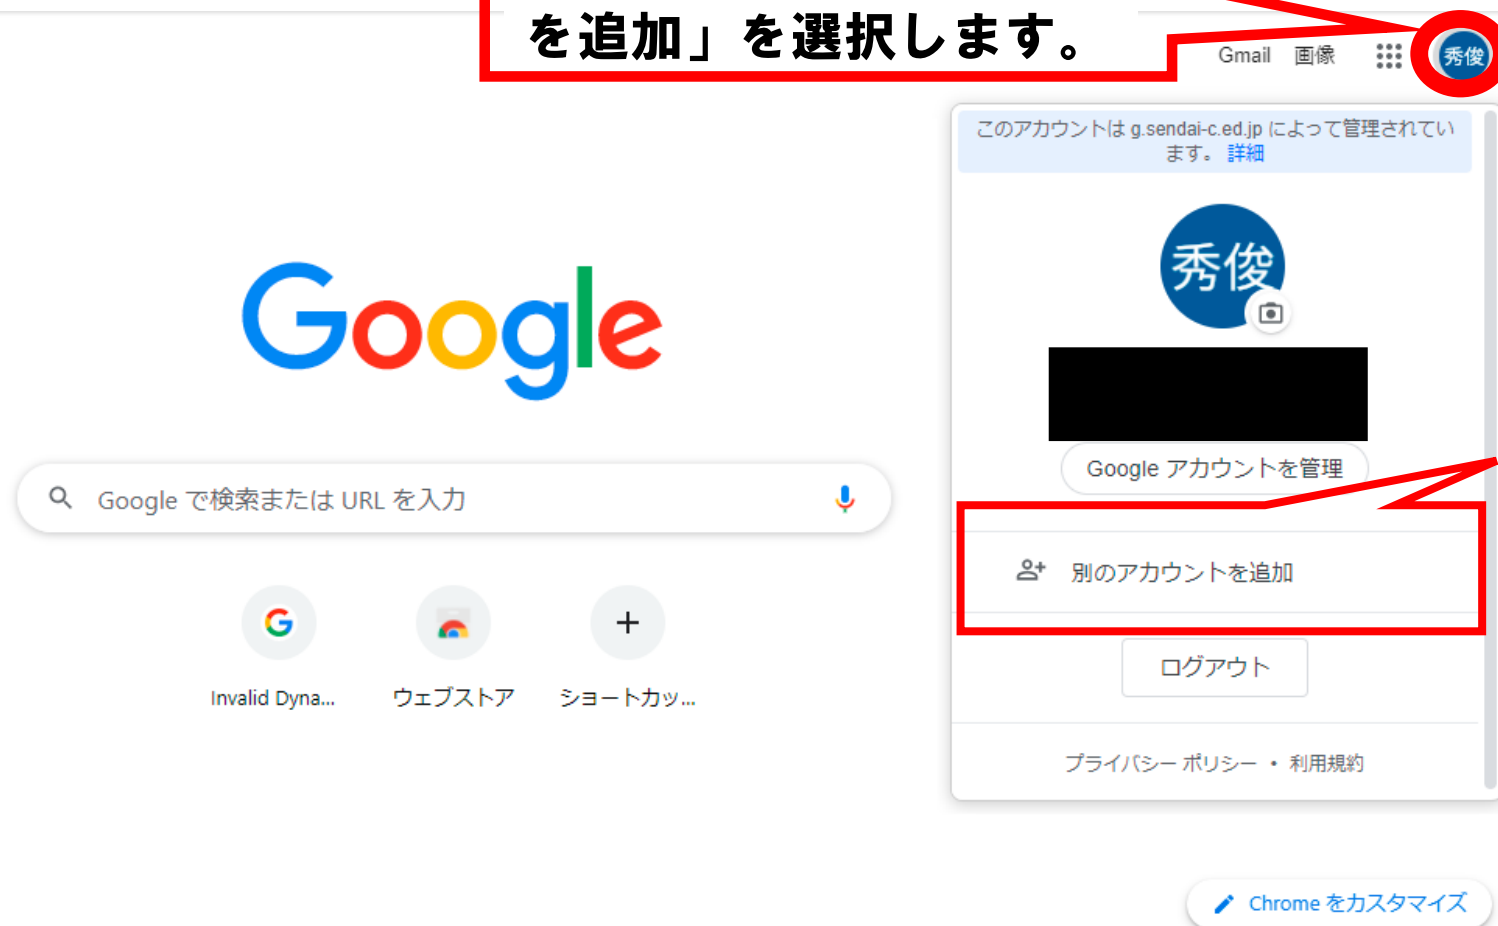 を追加」を選択します。
Gmail 画像
秀俊
このアカウントは g.sendai-c.ed.jp によって管理されてい
ます。 詳細
秀俊
Google
Google アカウントを管理
Google で検索または URL を入力
別のアカウントを追加
Invalid Dyna...
ウェブストア
ショートカッ...
ログアウト
プライバシー ポリシー • 利用規約
Chrome をカスタマイズ